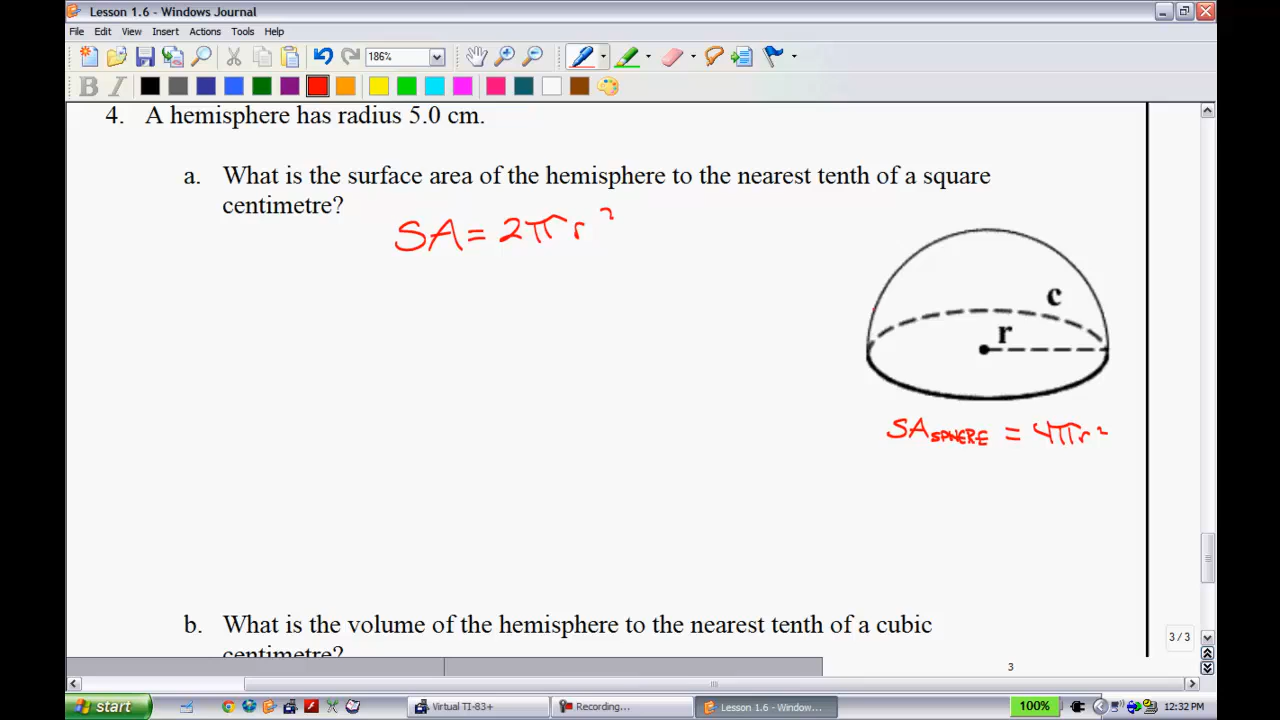 Lesson 1.6 - Windows Journal
File Edit View Insert Actions Tools Help
186%
B I
4. A hemisphere has radius 5.0 cm.
a. What is the surface area of the hemisphere to the nearest tenth of a square
centimetre?
SA = 2πr²
c
r
SA SPHERE = 4πr²
b. What is the volume of the hemisphere to the nearest tenth of a cubic
centimetre?
3 / 3
3
start
Virtual TI-83+
Recording...
Lesson 1.6 - Window...
100%
12:32 PM